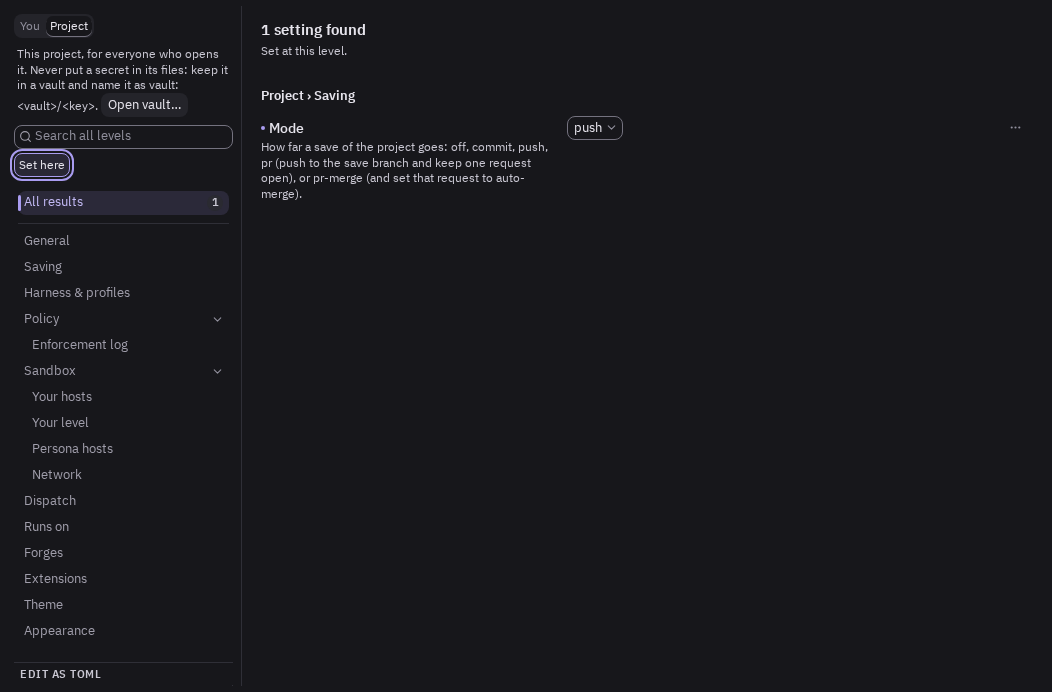 You Project
This project, for everyone who opens
it. Never put a secret in its files: keep it
in a vault and name it as vault:
<vault>/<key>. Open vault…
Search all levels
Set here
All results 1
General
Saving
Harness & profiles
Policy
Enforcement log
Sandbox
Your hosts
Your level
Persona hosts
Network
Dispatch
Runs on
Forges
Extensions
Theme
Appearance
EDIT AS TOML
1 setting found
Set at this level.
Project › Saving
Mode
push
How far a save of the project goes: off, commit, push,
pr (push to the save branch and keep one request
open), or pr-merge (and set that request to auto-
merge).